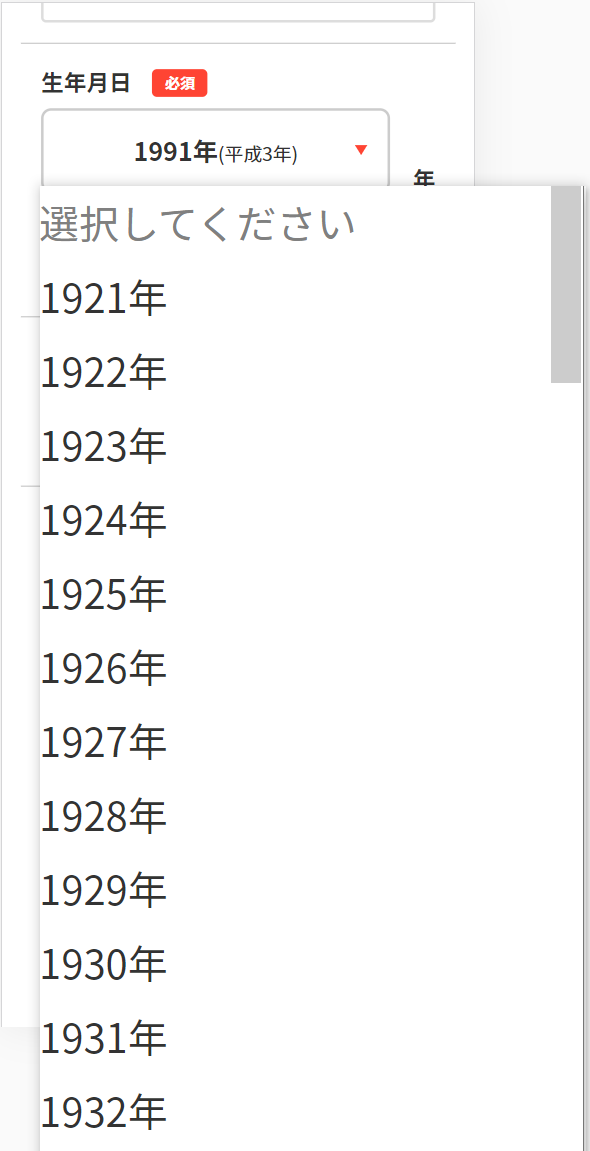 生年月日 必須
1991年(平成3年)
年
選択してください
1921年
1922年
1923年
1924年
1925年
1926年
1927年
1928年
1929年
1930年
1931年
1932年